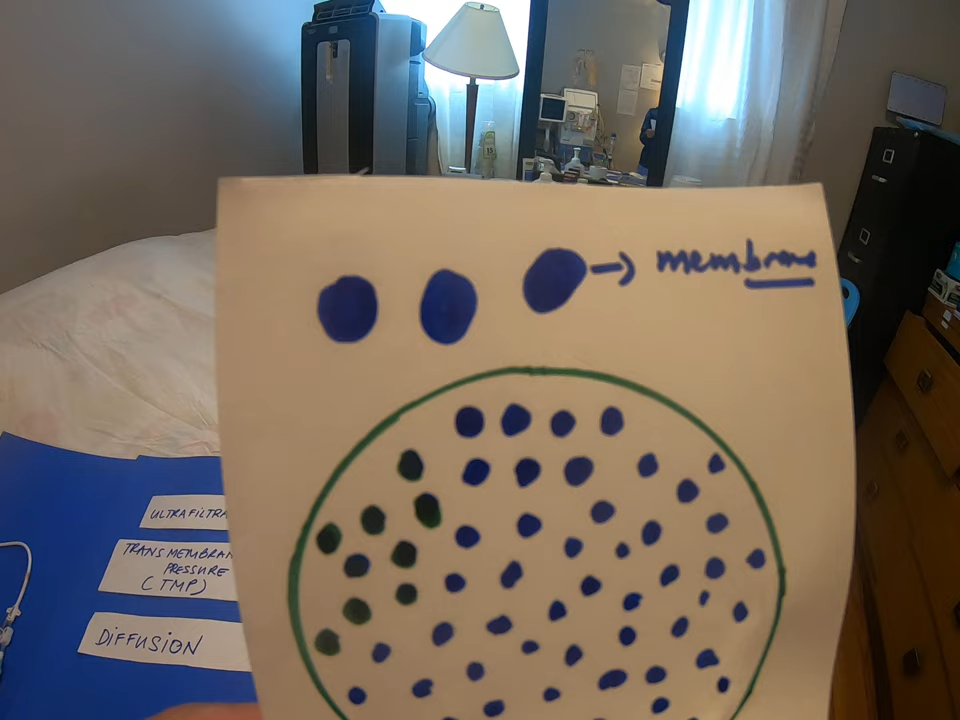 membrane
ULTRAFILTRA
TRANS MEMBRAN
PRESSURE
(TMP)
DIFFUSION